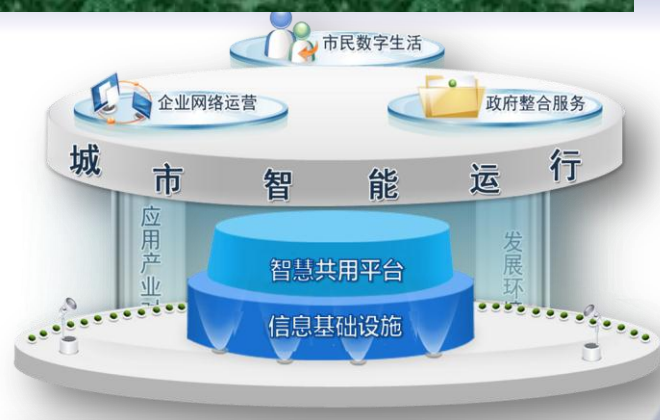 市民数字生活
企业网络运营
政府整合服务
城市智能运行
应用产业
发展环
智慧共用平台
信息基础设施